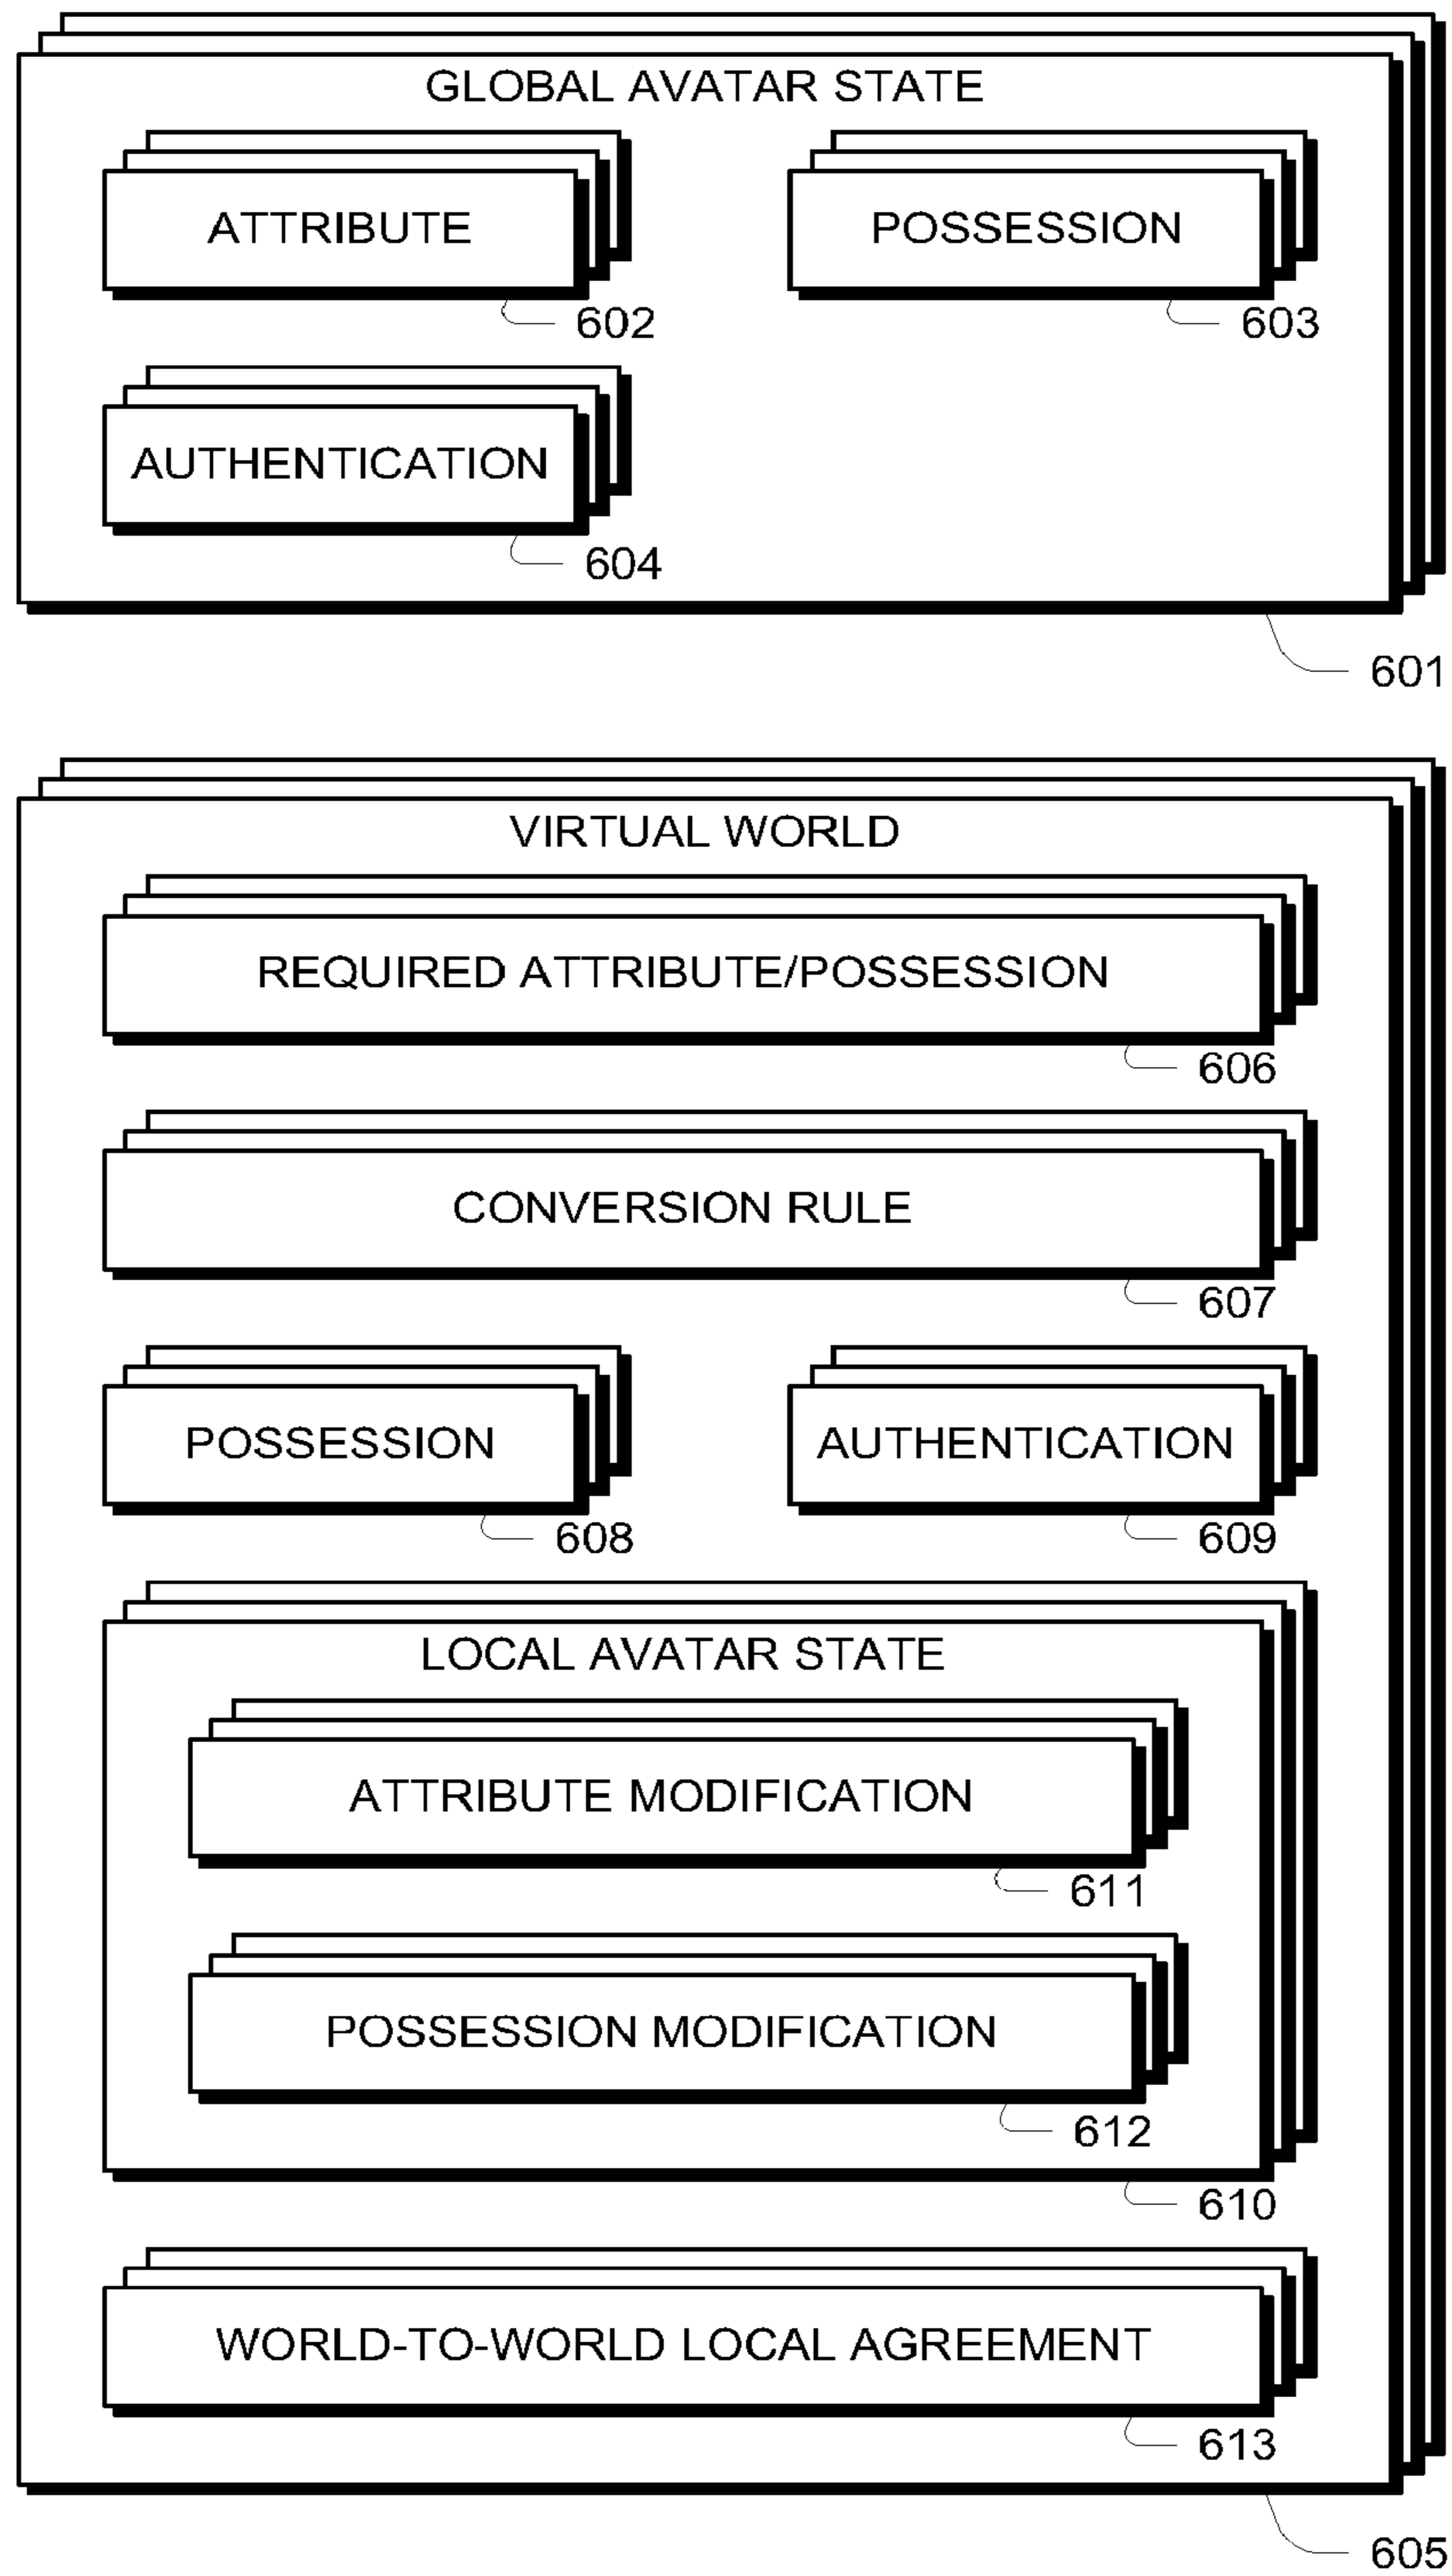 GLOBAL AVATAR STATE
ATTRIBUTE
POSSESSION
602
603
AUTHENTICATION
604
601
VIRTUAL WORLD
REQUIRED ATTRIBUTE/POSSESSION
606
CONVERSION RULE
607
POSSESSION
AUTHENTICATION
608
609
LOCAL AVATAR STATE
ATTRIBUTE MODIFICATION
611
POSSESSION MODIFICATION
612
610
WORLD-TO-WORLD LOCAL AGREEMENT
613
605